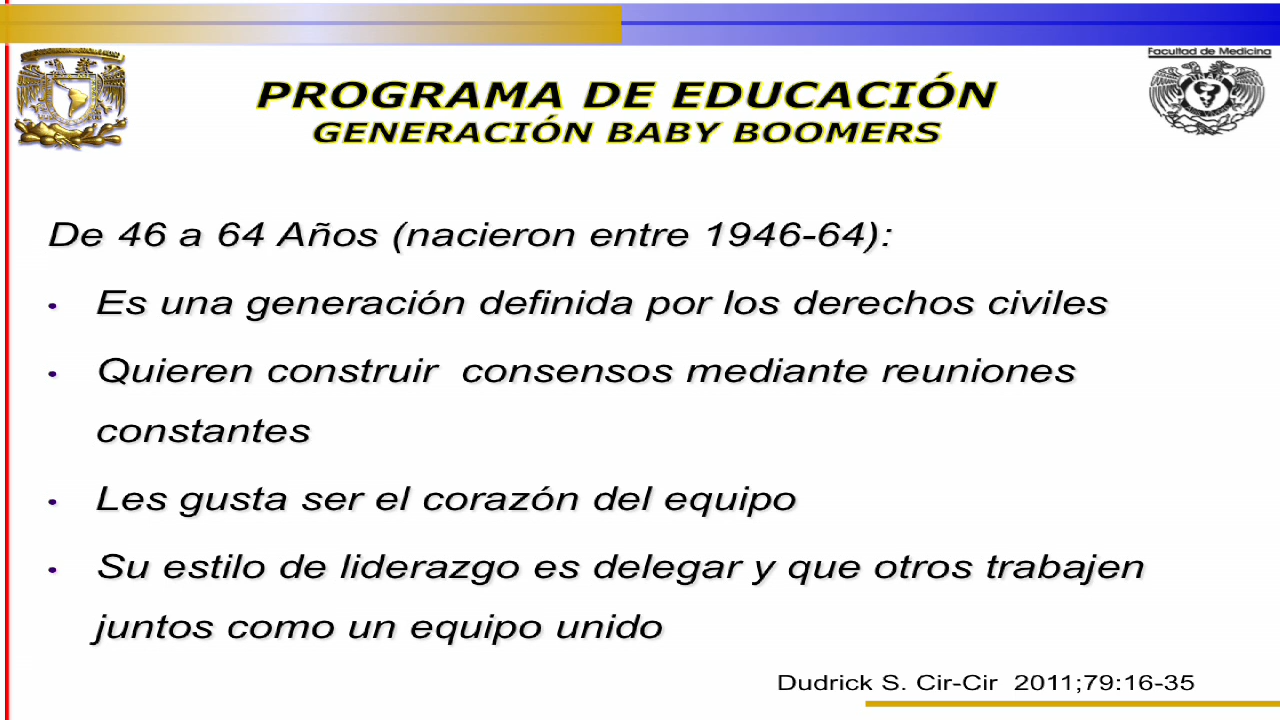 Facultad de Medicina
PROGRAMA DE EDUCACIÓN
GENERACIÓN BABY BOOMERS
De 46 a 64 Años (nacieron entre 1946-64):
• Es una generación definida por los derechos civiles
• Quieren construir  consensos mediante reuniones
constantes
• Les gusta ser el corazón del equipo
• Su estilo de liderazgo es delegar y que otros trabajen
juntos como un equipo unido
Dudrick S. Cir-Cir  2011;79:16-35